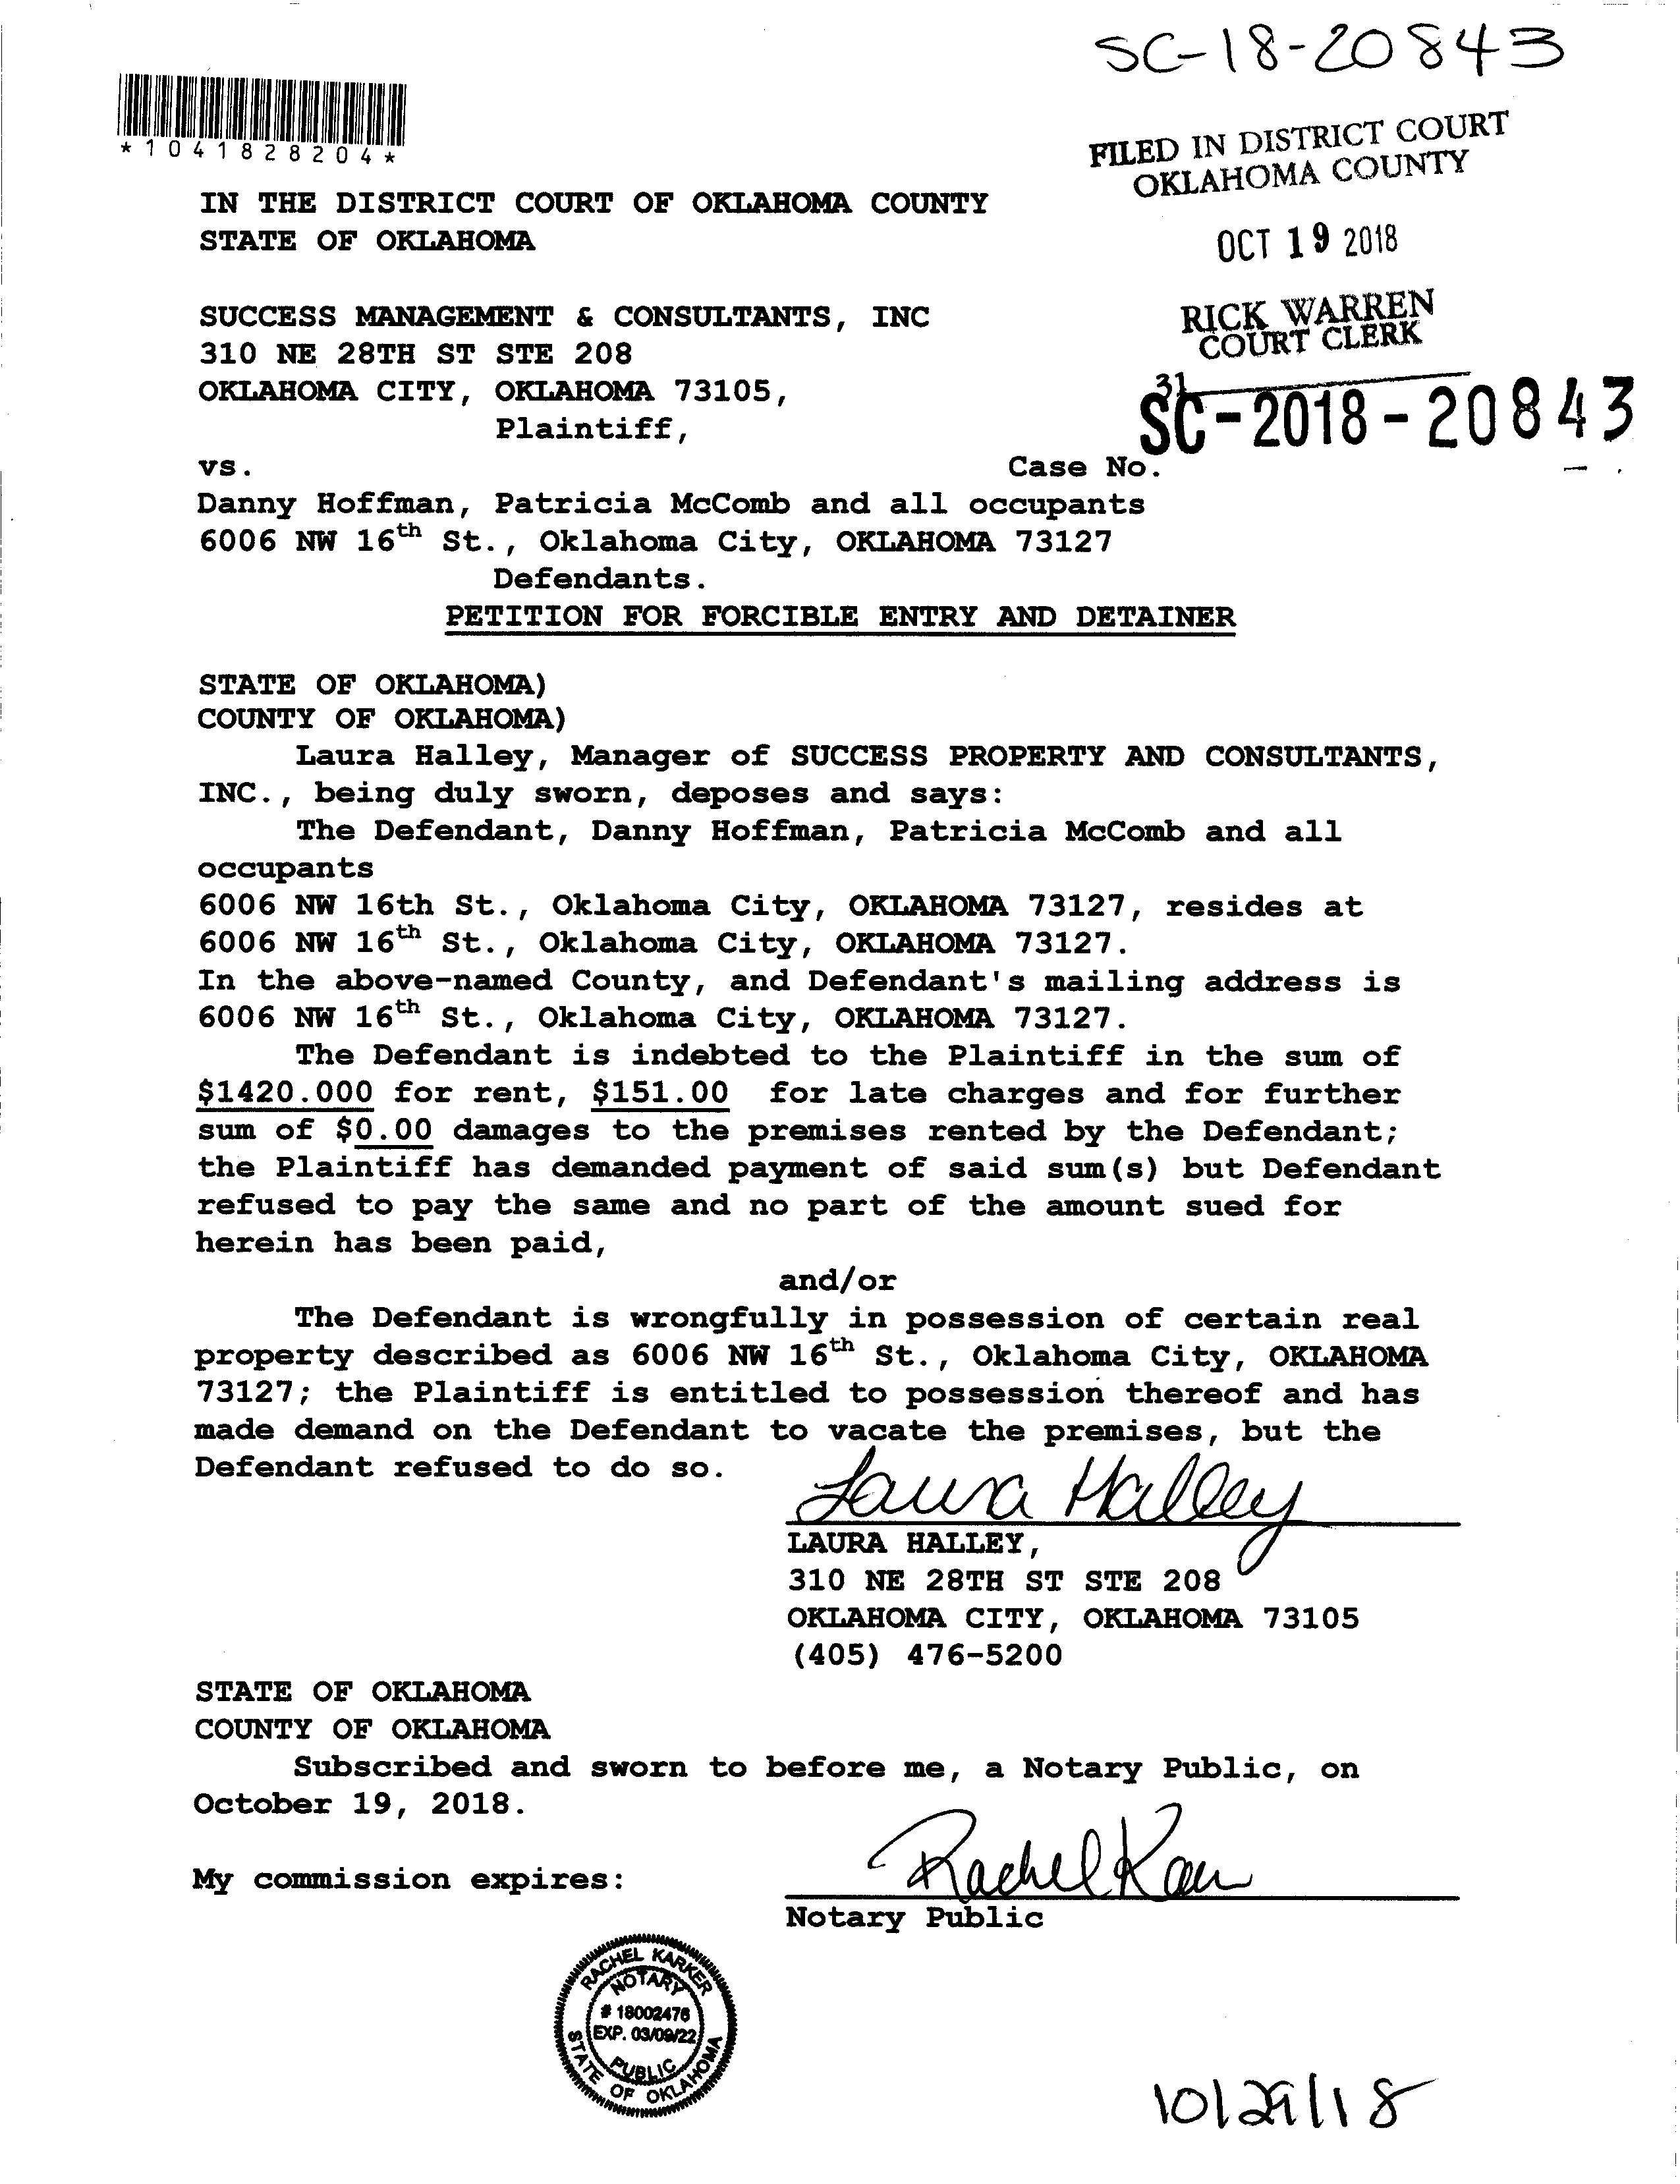 SC-18-20843
*1041828204*
FILED IN DISTRICT COURT
OKLAHOMA COUNTY
IN THE DISTRICT COURT OF OKLAHOMA COUNTY
STATE OF OKLAHOMA
OCT 19 2018
SUCCESS MANAGEMENT & CONSULTANTS, INC
310 NE 28TH ST STE 208
OKLAHOMA CITY, OKLAHOMA 73105,
Plaintiff,
RICK WARREN
COURT CLERK
31
SC-2018-20843
vs.
Case No.
Danny Hoffman, Patricia McComb and all occupants
6006 NW 16th St., Oklahoma City, OKLAHOMA 73127
Defendants.
PETITION FOR FORCIBLE ENTRY AND DETAINER
STATE OF OKLAHOMA)
COUNTY OF OKLAHOMA)
Laura Halley, Manager of SUCCESS PROPERTY AND CONSULTANTS,
INC., being duly sworn, deposes and says:
The Defendant, Danny Hoffman, Patricia McComb and all
occupants
6006 NW 16th St., Oklahoma City, OKLAHOMA 73127, resides at
6006 NW 16th St., Oklahoma City, OKLAHOMA 73127.
In the above-named County, and Defendant's mailing address is
6006 NW 16th St., Oklahoma City, OKLAHOMA 73127.
The Defendant is indebted to the Plaintiff in the sum of
$1420.000 for rent, $151.00 for late charges and for further
sum of $0.00 damages to the premises rented by the Defendant;
the Plaintiff has demanded payment of said sum(s) but Defendant
refused to pay the same and no part of the amount sued for
herein has been paid,
and/or
The Defendant is wrongfully in possession of certain real
property described as 6006 NW 16th St., Oklahoma City, OKLAHOMA
73127; the Plaintiff is entitled to possession thereof and has
made demand on the Defendant to vacate the premises, but the
Defendant refused to do so.
Laura Halley
LAURA HALLEY,
310 NE 28TH ST STE 208
OKLAHOMA CITY, OKLAHOMA 73105
(405) 476-5200
STATE OF OKLAHOMA
COUNTY OF OKLAHOMA
Subscribed and sworn to before me, a Notary Public, on
October 19, 2018.
Rachel Karker
My commission expires:
Notary Public
RACHEL KARKER
NOTARY
# 18002476
EXP. 03/09/22
PUBLIC
STATE OF OKLAHOMA
10/29/18